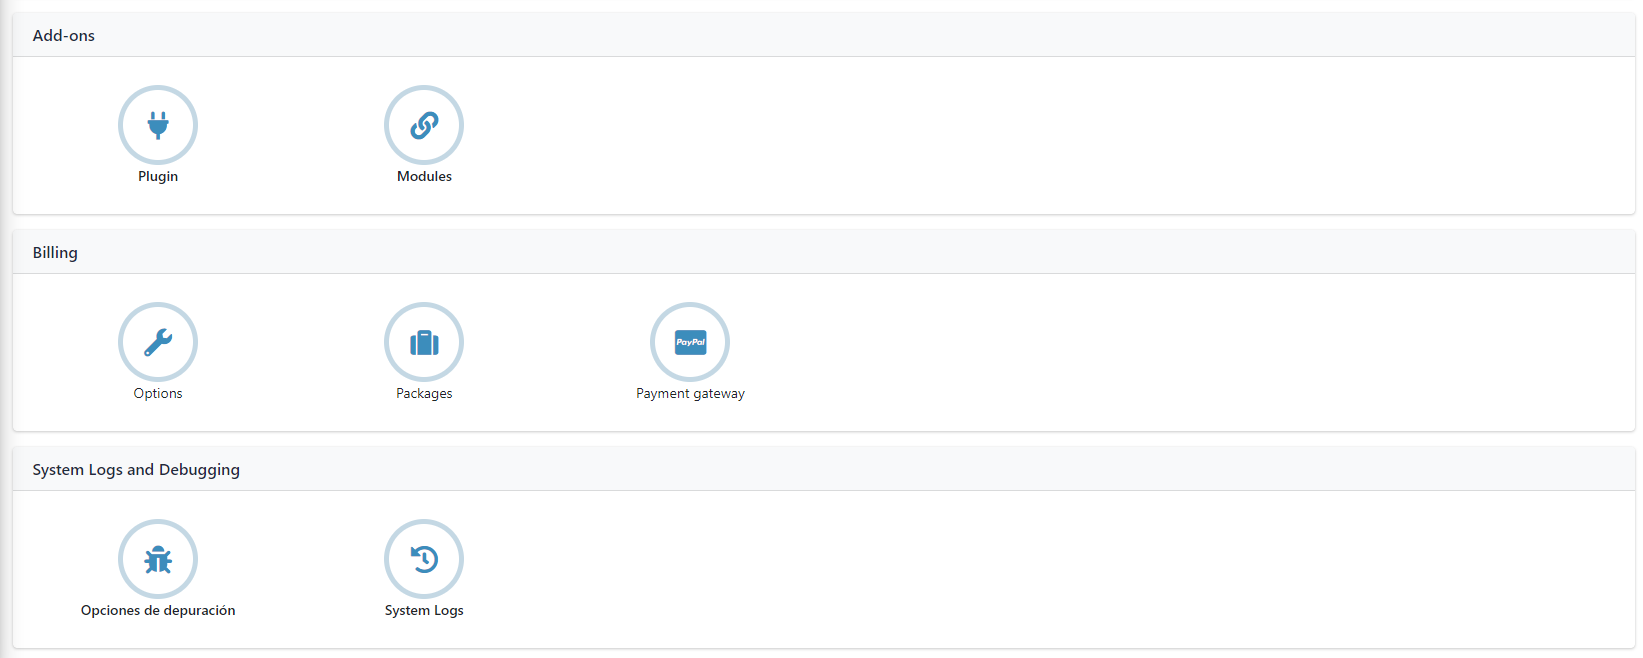 Add-ons
Plugin
Modules
Billing
Options
Packages
PayPal
Payment gateway
System Logs and Debugging
Opciones de depuración
System Logs